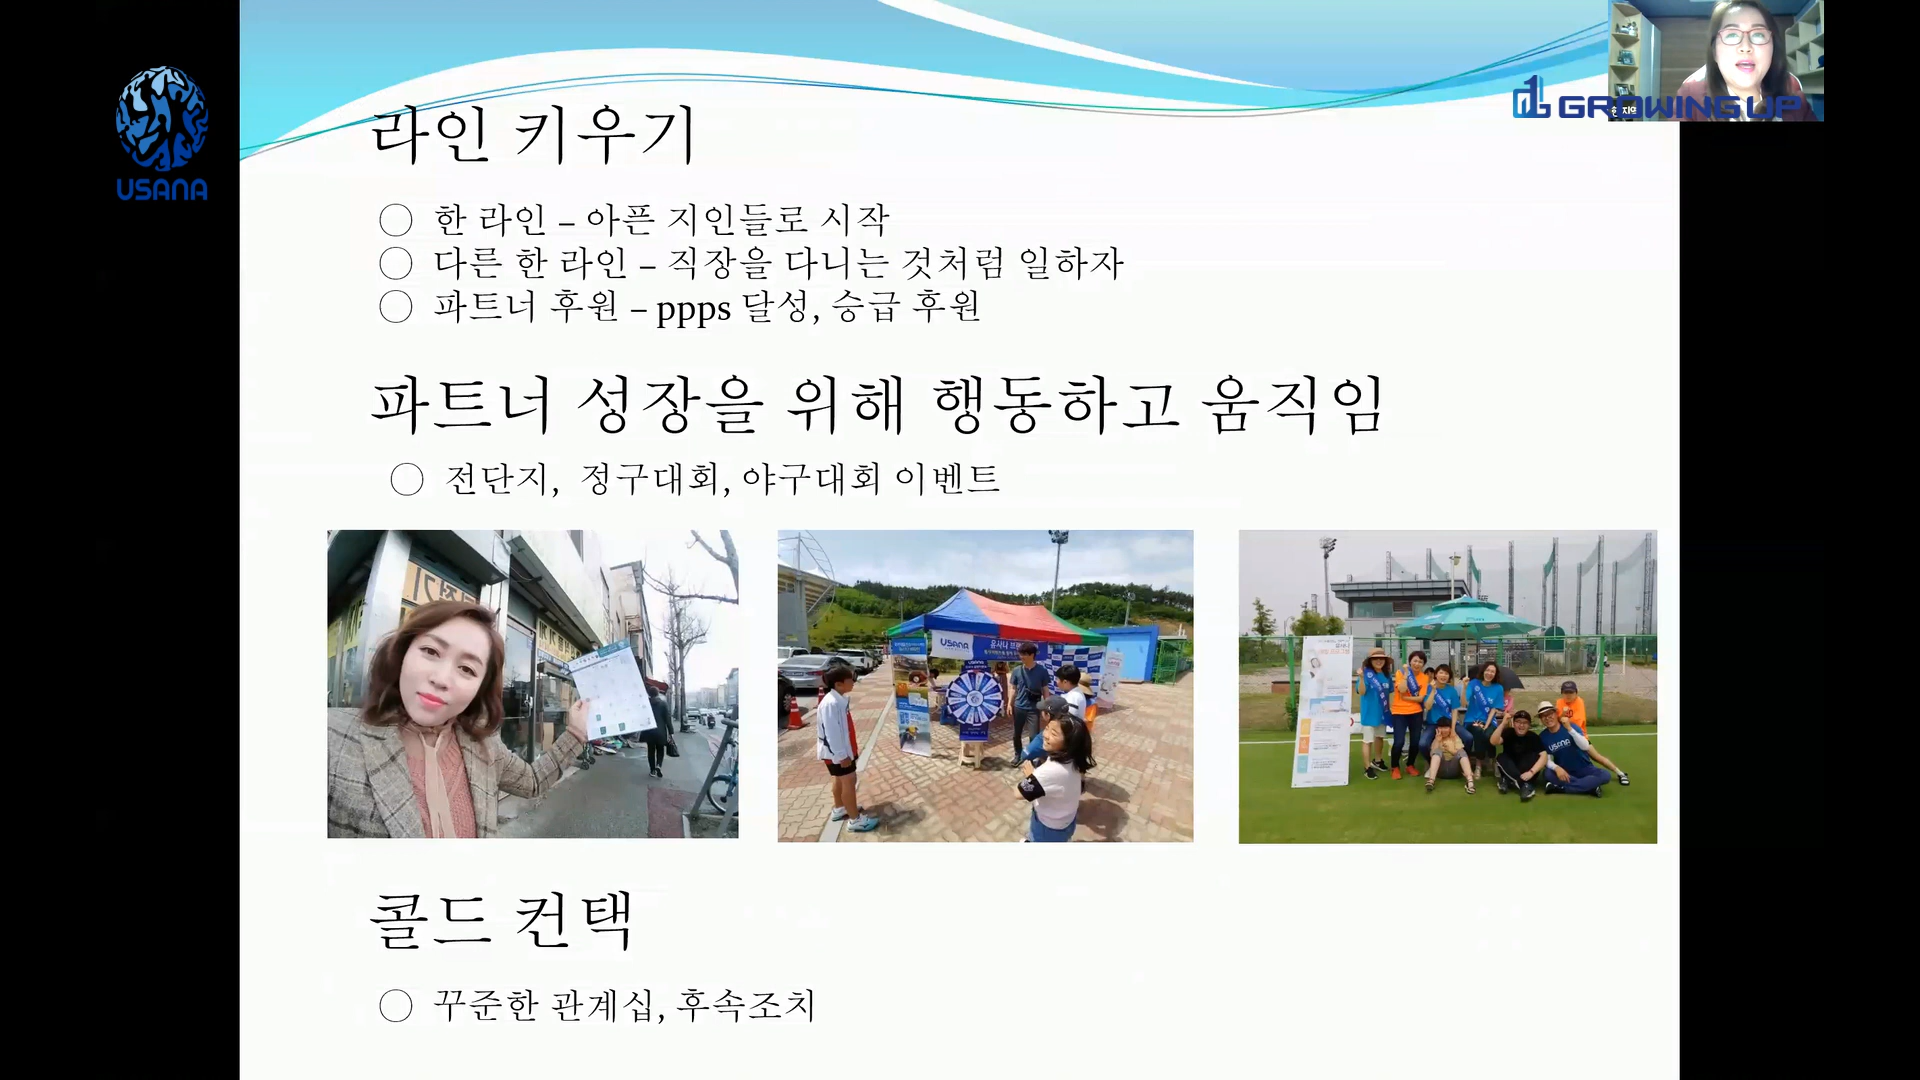 USANA
GROWING UP
라인 키우기
○ 한 라인 – 아픈 지인들로 시작
○ 다른 한 라인 – 직장을 다니는 것처럼 일하자
○ 파트너 후원 – ppps 달성, 승급 후원
파트너 성장을 위해 행동하고 움직임
○ 전단지, 정구대회, 야구대회 이벤트
USANA
USANA
콜드 컨택
○ 꾸준한 관계십, 후속조치